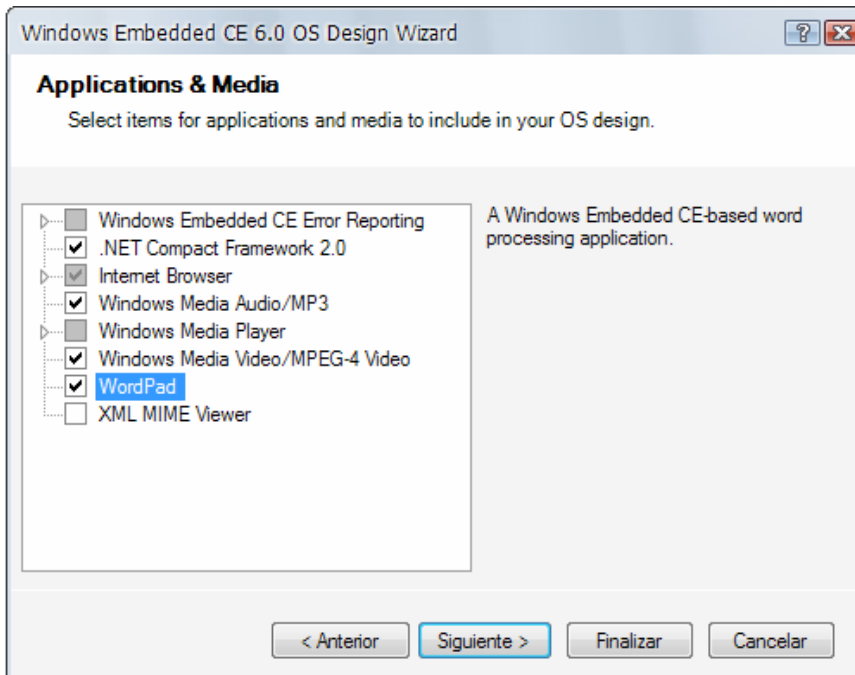 Windows Embedded CE 6.0 OS Design Wizard
Applications & Media
Select items for applications and media to include in your OS design.
Windows Embedded CE Error Reporting
.NET Compact Framework 2.0
Internet Browser
Windows Media Audio/MP3
Windows Media Player
Windows Media Video/MPEG-4 Video
WordPad
XML MIME Viewer
A Windows Embedded CE-based word
processing application.
< Anterior
Siguiente >
Finalizar
Cancelar